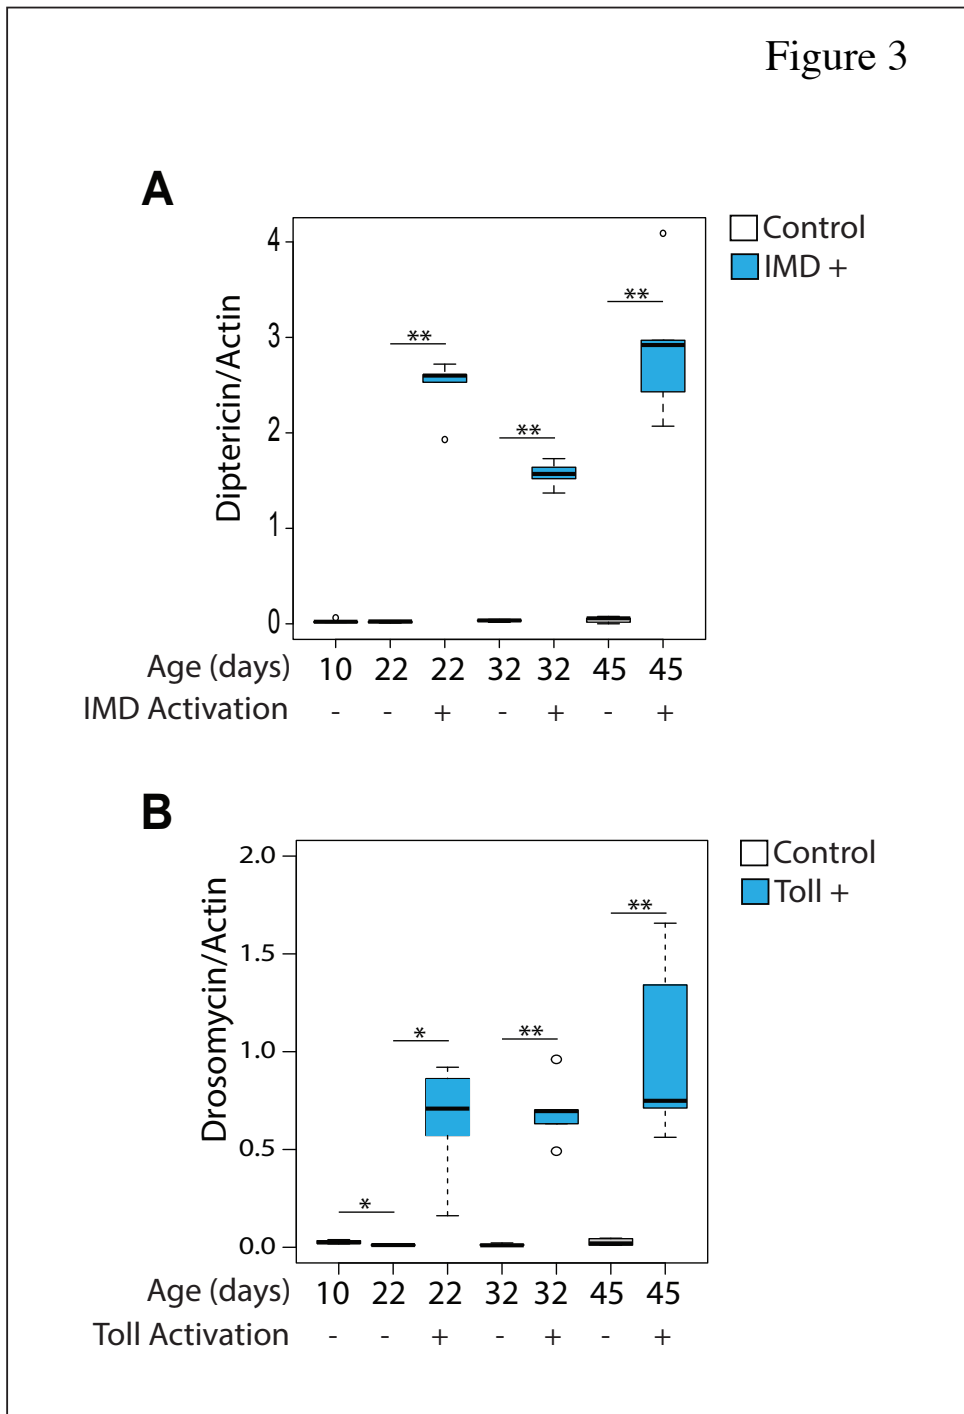 Figure 3
A
Control
IMD +
Diptericin/Actin
4
3
2
1
0
**
**
**
Age (days) 10 22 22 32 32 45 45
IMD Activation - - + - + - +
B
Control
Toll +
Drosomycin/Actin
2.0
1.5
1.0
0.5
0.0
*
*
**
**
Age (days) 10 22 22 32 32 45 45
Toll Activation - - + - + - +